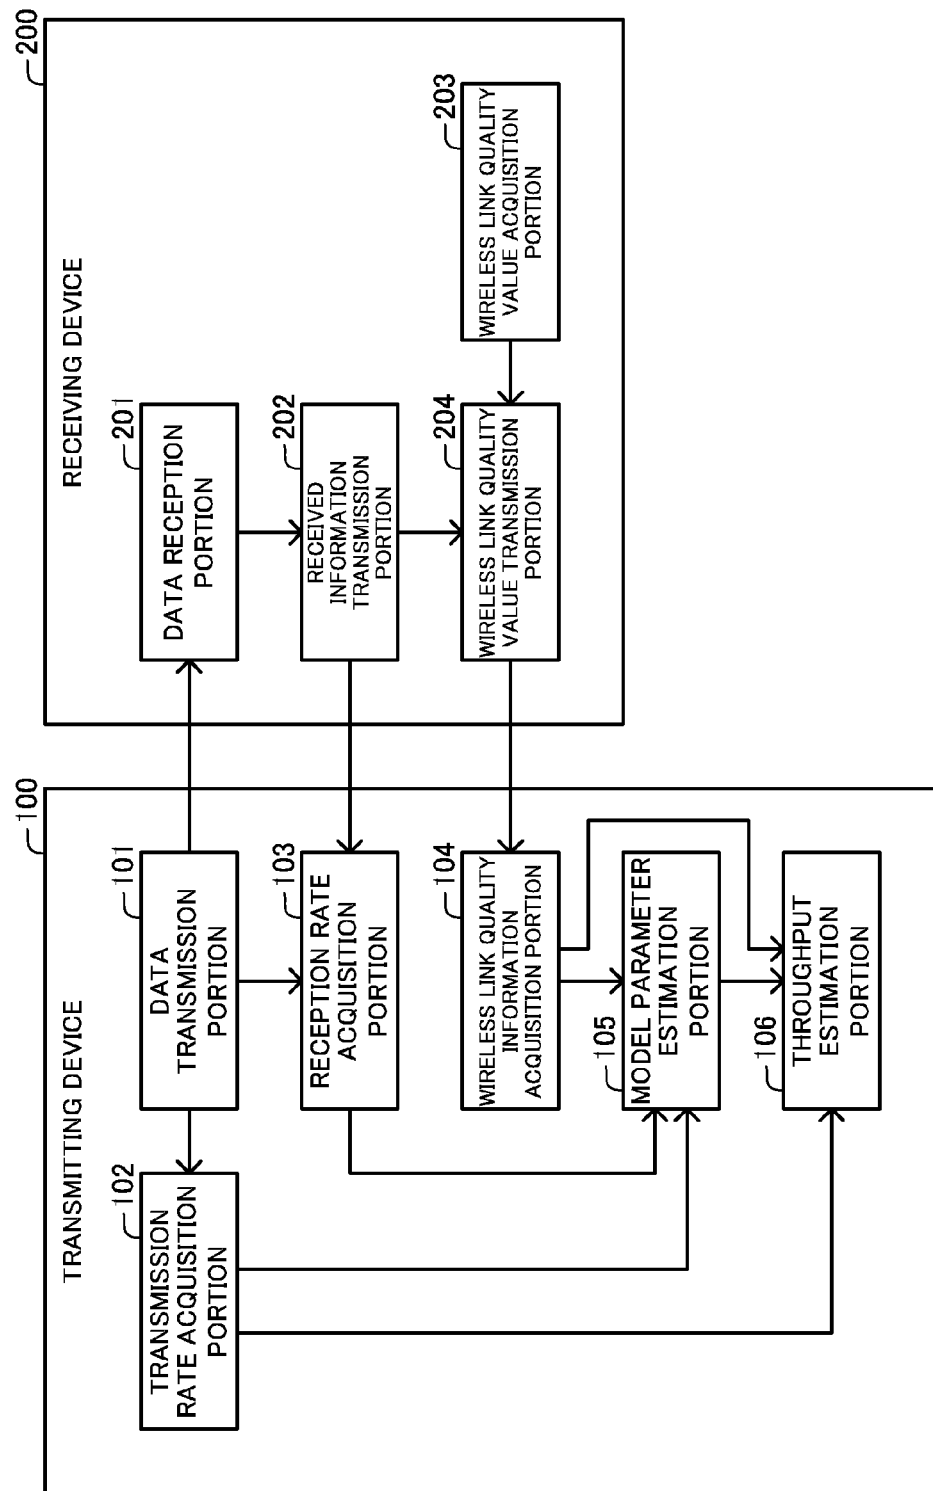 100
TRANSMITTING DEVICE
102
TRANSMISSION
RATE ACQUISITION
PORTION
101
DATA
TRANSMISSION
PORTION
103
RECEPTION RATE
ACQUISITION
PORTION
104
WIRELESS LINK QUALITY
INFORMATION
ACQUISITION PORTION
105
MODEL PARAMETER
ESTIMATION
PORTION
106
THROUGHPUT
ESTIMATION
PORTION
200
RECEIVING DEVICE
201
DATA RECEPTION
PORTION
202
RECEIVED
INFORMATION
TRANSMISSION
PORTION
204
WIRELESS LINK QUALITY
VALUE TRANSMISSION
PORTION
203
WIRELESS LINK QUALITY
VALUE ACQUISITION
PORTION